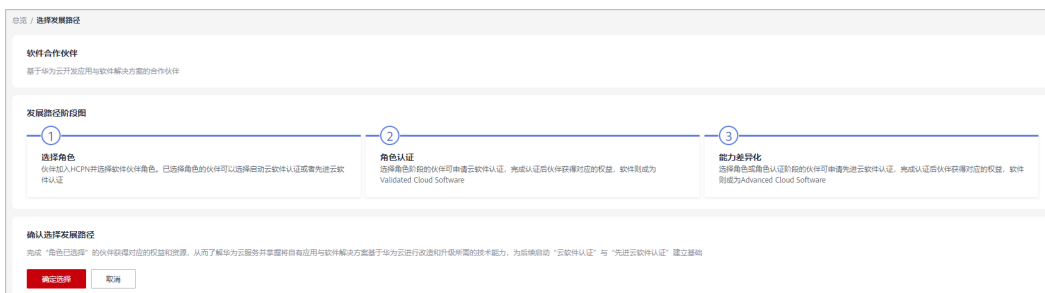 总览 / 选择发展路径
软件合作伙伴
基于华为云开发应用与软件解决方案的合作伙伴
发展路径阶段图
1
2
3
选择角色
伙伴加入HCPN并选择软件伙伴角色。已选择角色的伙伴可以选择启动云软件认证或者先进云软
件认证
角色认证
选择角色阶段的伙伴可申请云软件认证，完成认证后伙伴获得对应的权益，软件则成为
Validated Cloud Software
能力差异化
选择角色或角色认证阶段的伙伴可申请先进云软件认证，完成认证后伙伴获得对应的权益，软件
则成为Advanced Cloud Software
确认选择发展路径
完成“角色已选择”的伙伴获得对应的权益和资源，从而了解华为云服务并掌握将自有应用与软件解决方案基于华为云进行改造和升级所需的技术能力，为后续启动“云软件认证”与“先进云软件认证”建立基础
确定选择
取消